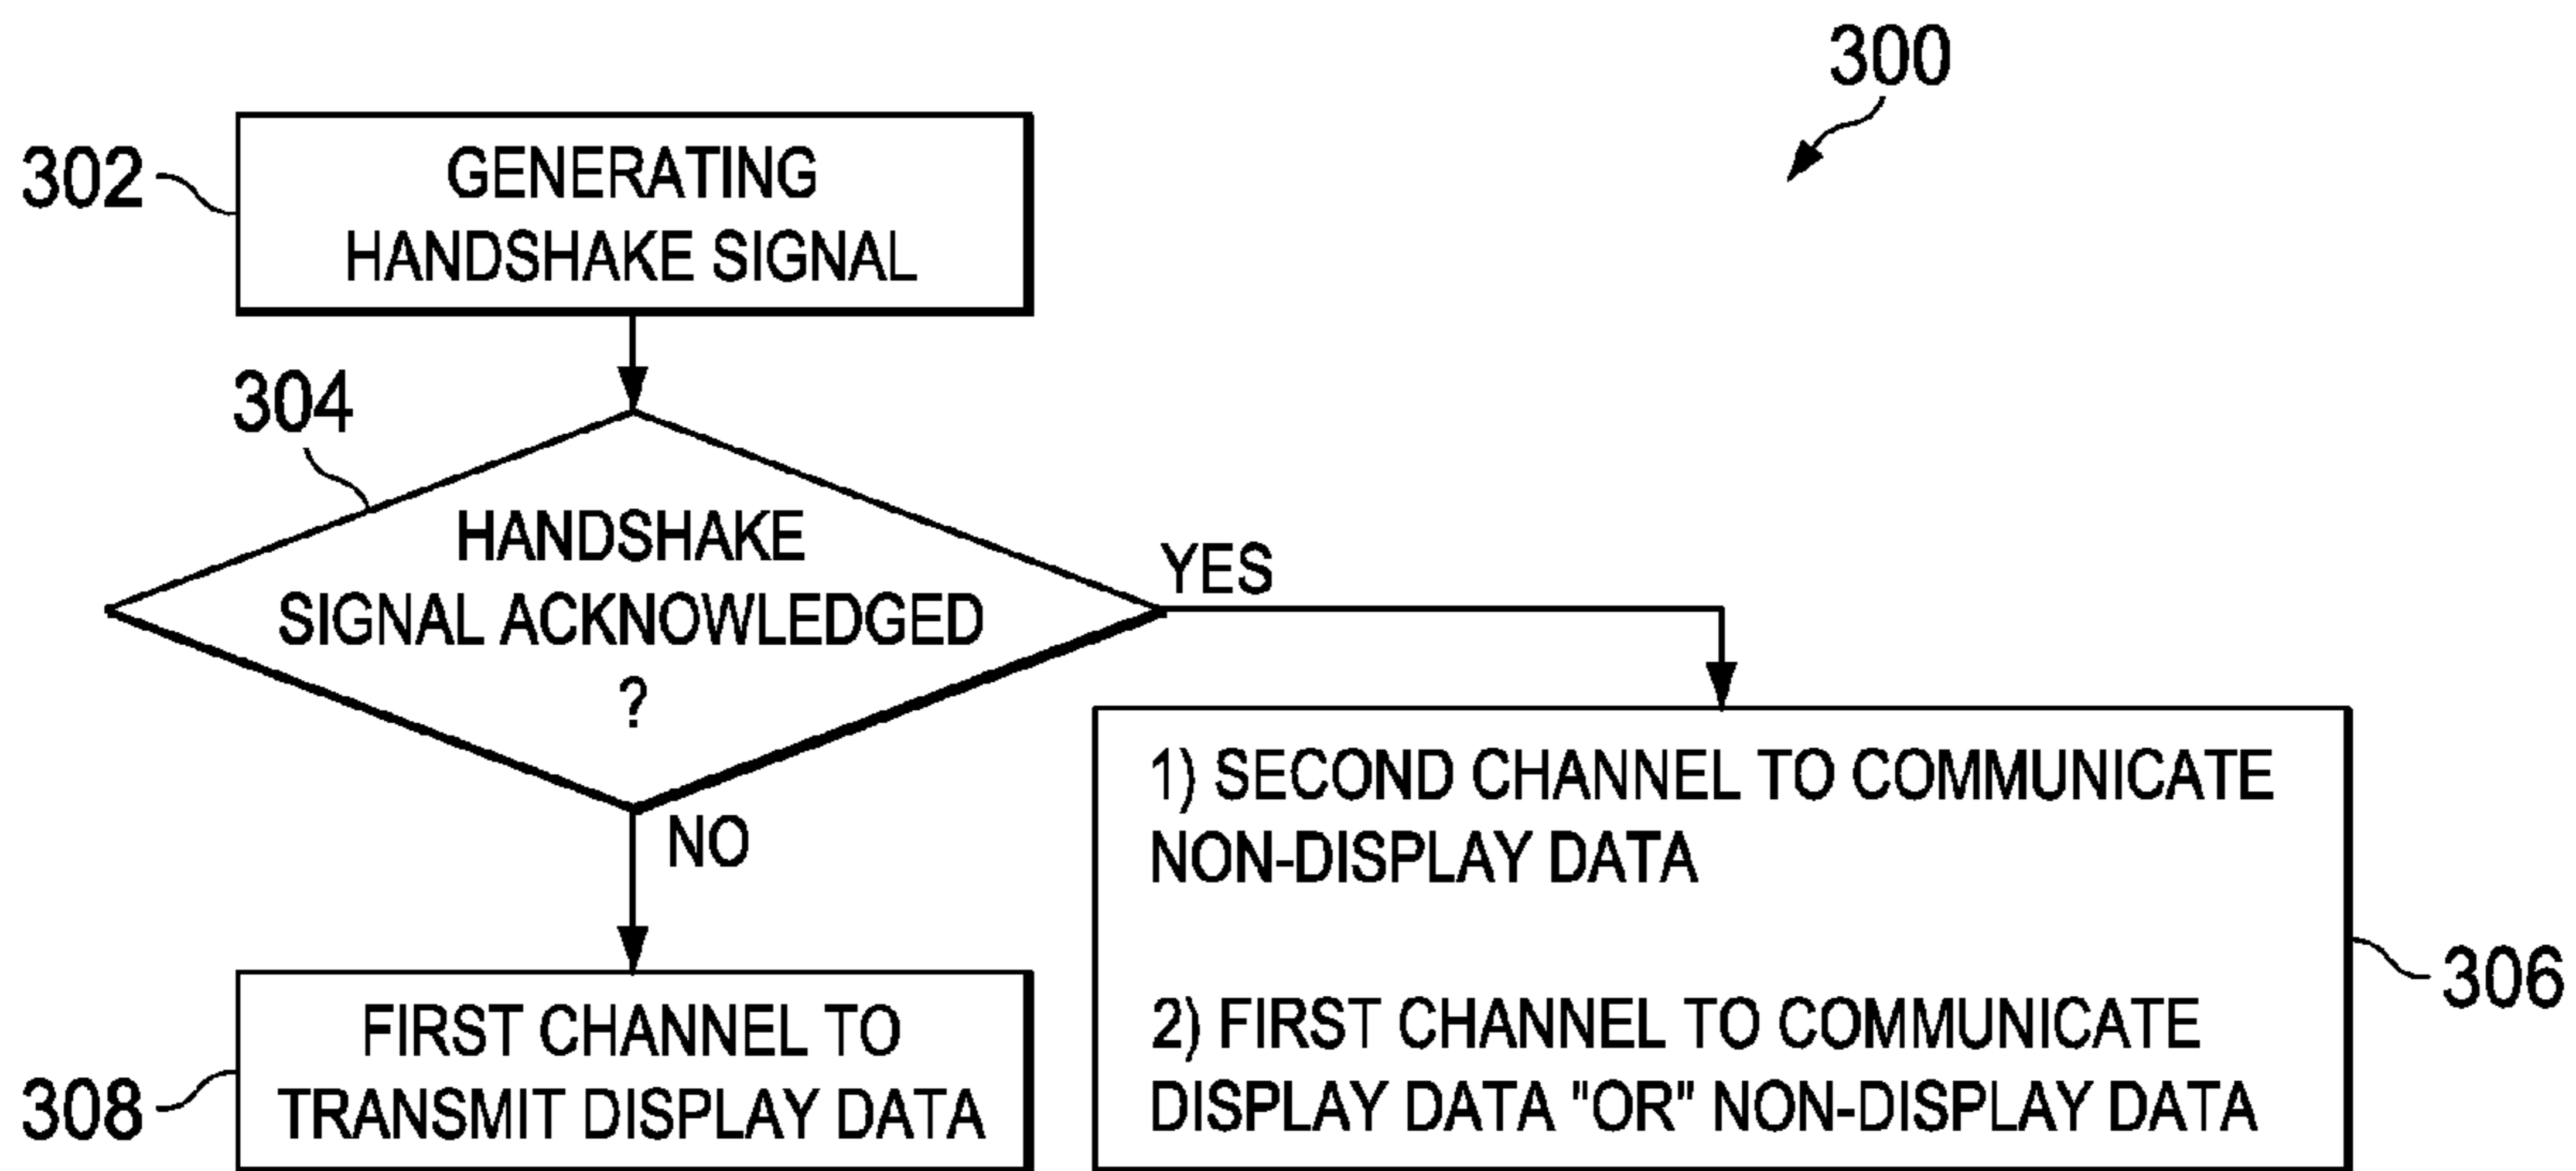 300
302
GENERATING
HANDSHAKE SIGNAL
304
HANDSHAKE
SIGNAL ACKNOWLEDGED
?
YES
NO
1) SECOND CHANNEL TO COMMUNICATE
NON-DISPLAY DATA
2) FIRST CHANNEL TO COMMUNICATE
DISPLAY DATA "OR" NON-DISPLAY DATA
306
FIRST CHANNEL TO
TRANSMIT DISPLAY DATA
308